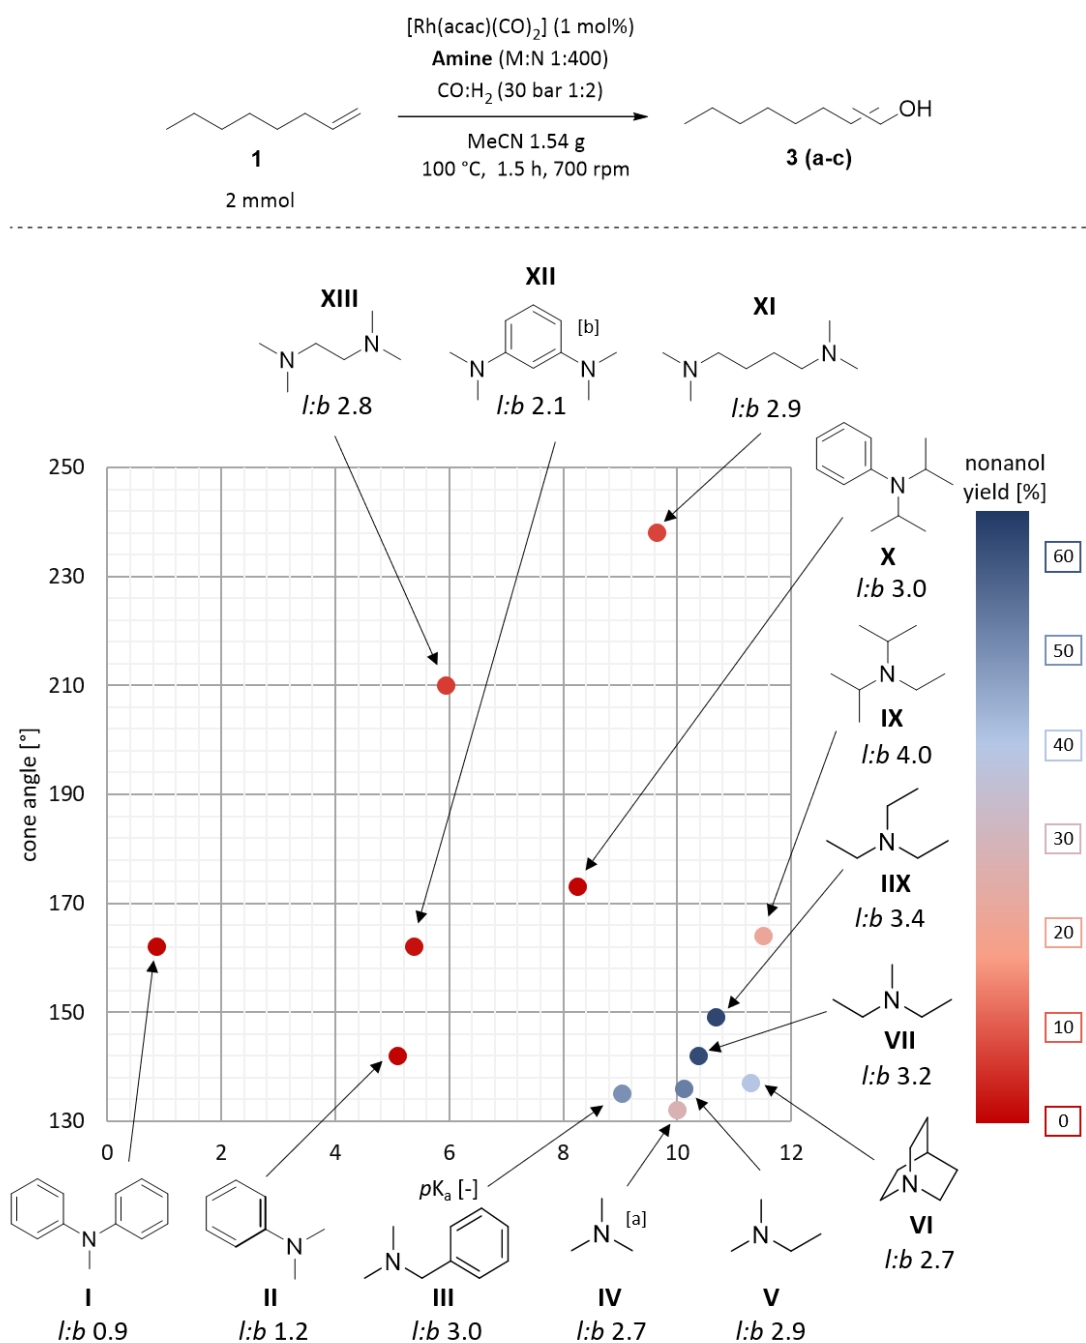 [Rh(acac)(CO)₂] (1 mol%)
Amine (M:N 1:400)
CO:H₂ (30 bar 1:2)
MeCN 1.54 g
100 °C, 1.5 h, 700 rpm
1
2 mmol
OH
3 (a-c)
XIII
N
N
l:b 2.8
XII
[b]
N
N
l:b 2.1
XI
N
N
l:b 2.9
N
X
l:b 3.0
nonanol
yield [%]
60
50
40
30
20
10
0
N
IX
l:b 4.0
N
IIX
l:b 3.4
N
VII
l:b 3.2
N
VI
l:b 2.7
cone angle [°]
250
230
210
190
170
150
130
0
2
4
6
8
10
12
pKₐ [-]
N
I
l:b 0.9
N
II
l:b 1.2
N
III
l:b 3.0
N
[a]
IV
l:b 2.7
N
V
l:b 2.9